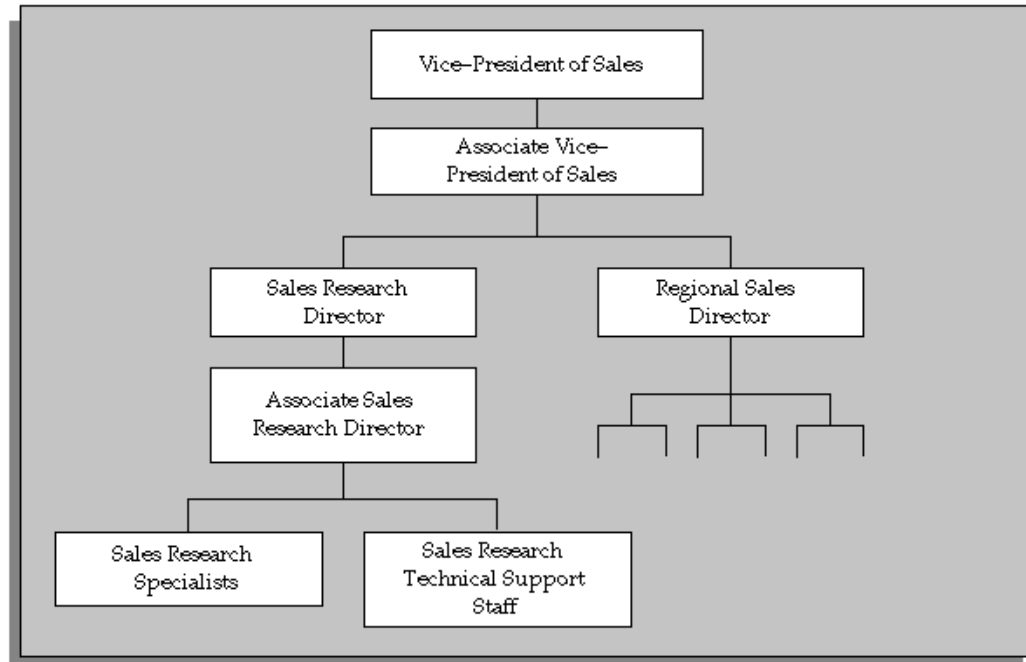 Vice–President of Sales
Associate Vice–
President of Sales
Sales Research
Director
Regional Sales
Director
Associate Sales
Research Director
Sales Research
Specialists
Sales Research
Technical Support
Staff